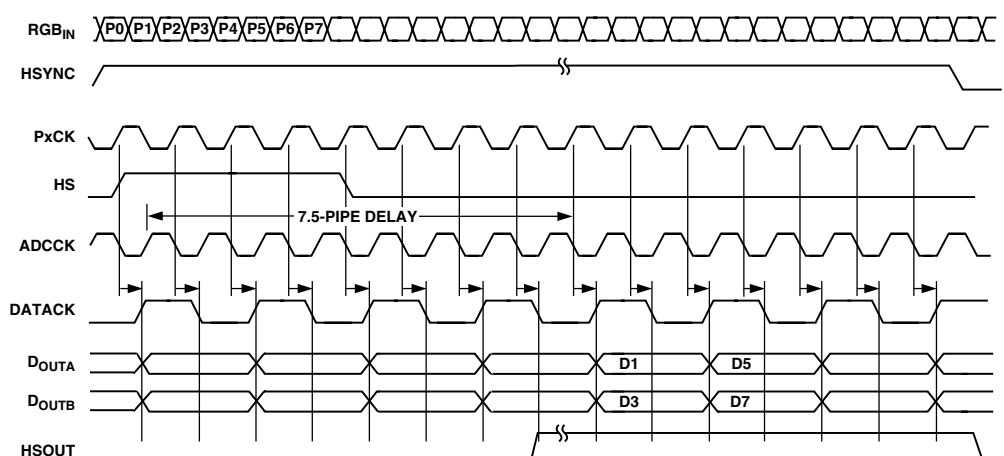 RGBIN P0 P1 P2 P3 P4 P5 P6 P7
HSYNC
PxCK
HS
7.5-PIPE DELAY
ADCCK
DATACK
DOUTA D1 D5
DOUTB D3 D7
HSOUT